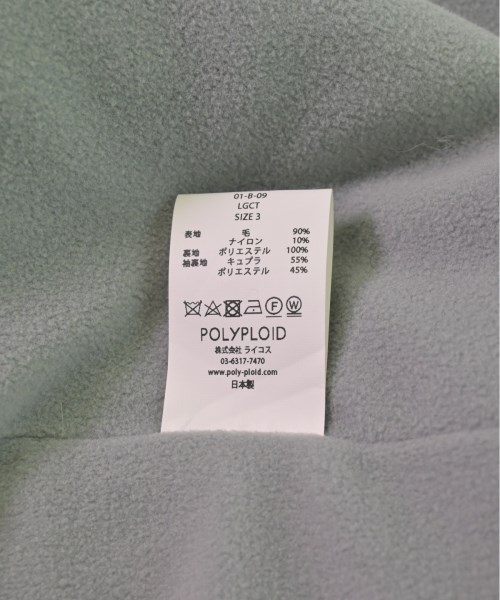 01-B-09
LGCT
SIZE 3
表地 毛 90%
ナイロン 10%
裏地 ポリエステル 100%
袖裏地 キュプラ 55%
ポリエステル 45%
F W
POLYPLOID
株式会社 ライコス
03-6317-7470
www.poly-ploid.com
日本製